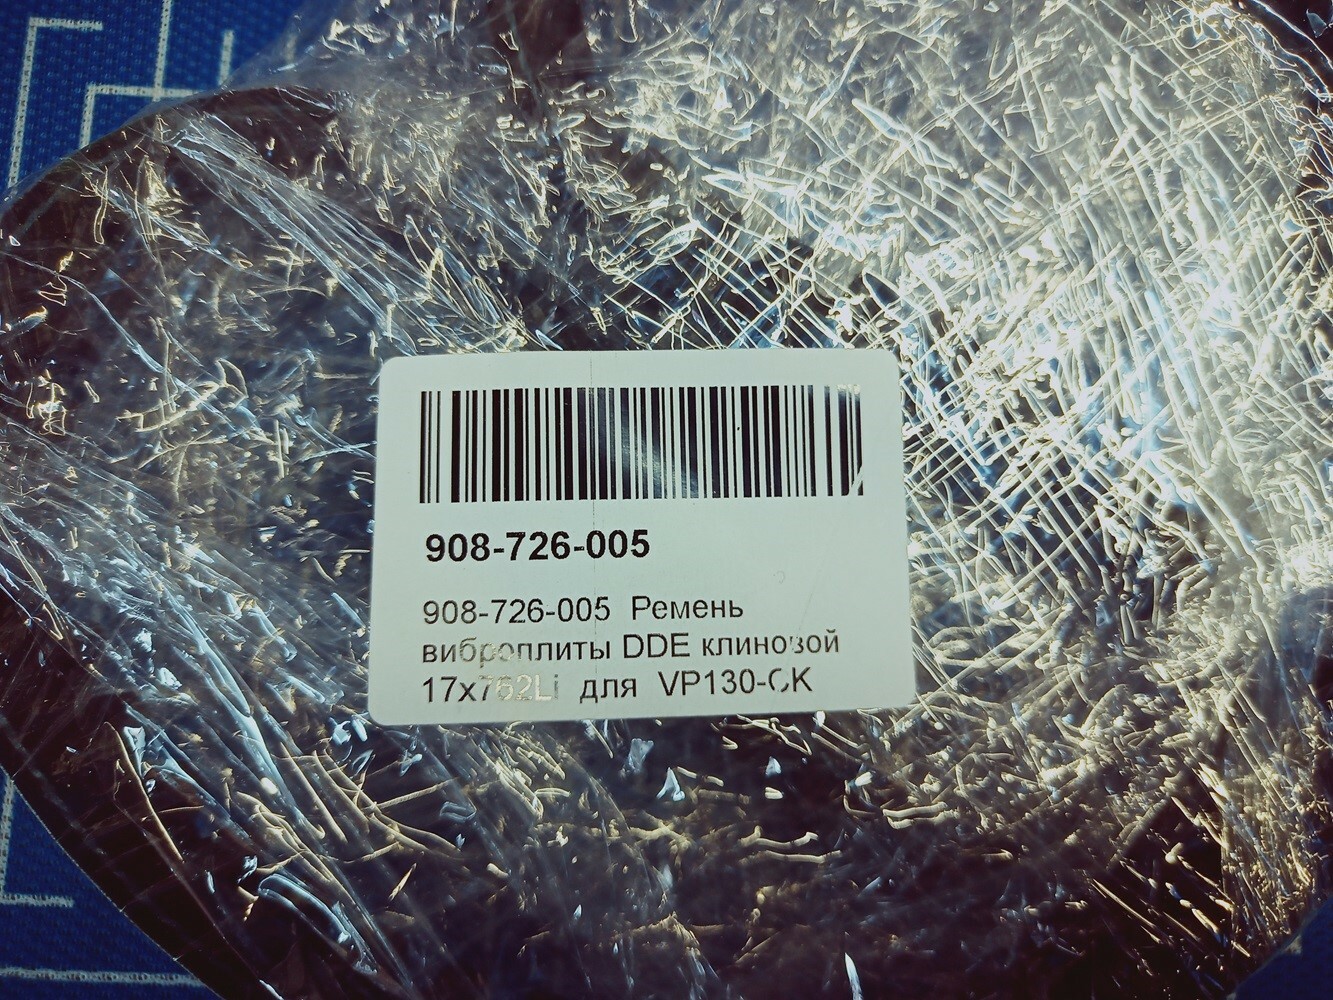 908-726-005
908-726-005 Ремень
виброплиты DDE клиновой
17x762Li для VP130-CK